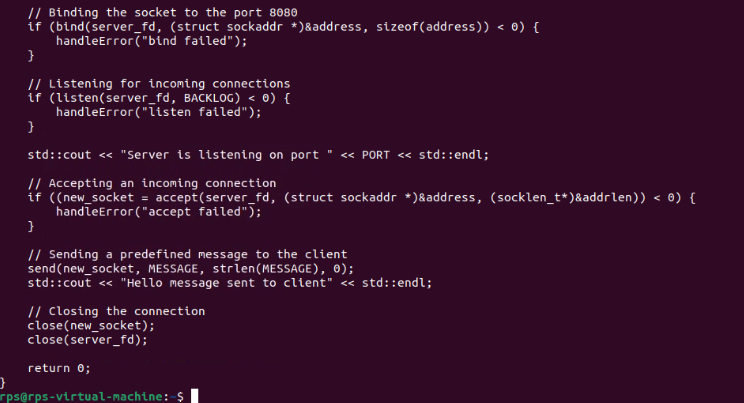 // Binding the socket to the port 8080
    if (bind(server_fd, (struct sockaddr *)&address, sizeof(address)) < 0) {
        handleError("bind failed");
    }

    // Listening for incoming connections
    if (listen(server_fd, BACKLOG) < 0) {
        handleError("listen failed");
    }

    std::cout << "Server is listening on port " << PORT << std::endl;

    // Accepting an incoming connection
    if ((new_socket = accept(server_fd, (struct sockaddr *)&address, (socklen_t*)&addrlen)) < 0) {
        handleError("accept failed");
    }

    // Sending a predefined message to the client
    send(new_socket, MESSAGE, strlen(MESSAGE), 0);
    std::cout << "Hello message sent to client" << std::endl;

    // Closing the connection
    close(new_socket);
    close(server_fd);

    return 0;
}
rps@rps-virtual-machine:~$